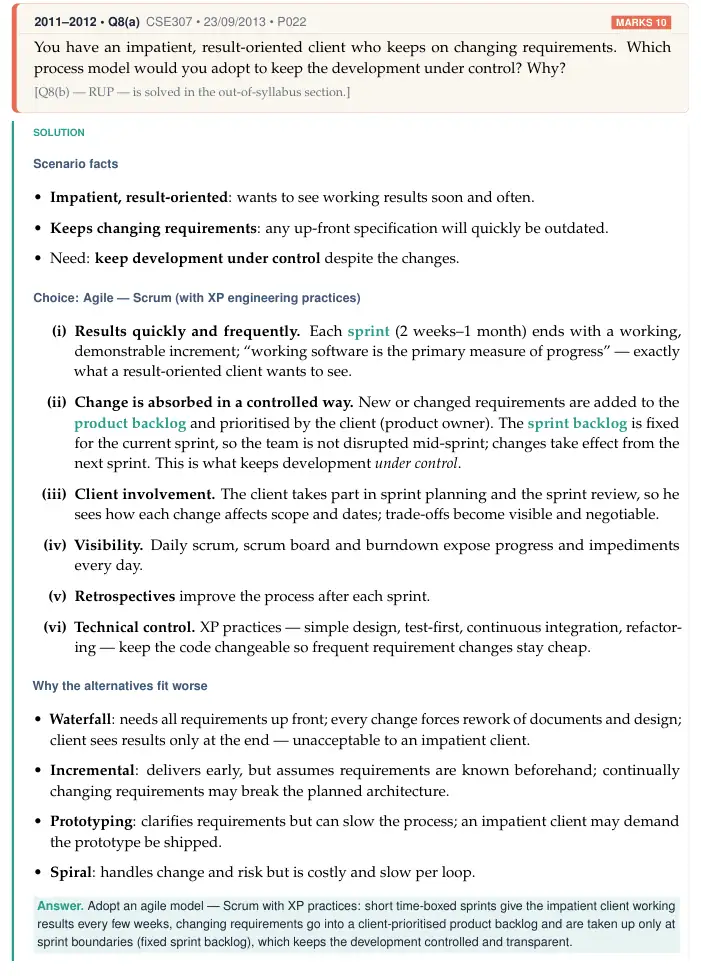 2011–2012 • Q8(a) CSE307 • 23/09/2013 • P022 MARKS 10
You have an impatient, result-oriented client who keeps on changing requirements. Which
process model would you adopt to keep the development under control? Why?
[Q8(b) — RUP — is solved in the out-of-syllabus section.]
SOLUTION
Scenario facts
• Impatient, result-oriented: wants to see working results soon and often.
• Keeps changing requirements: any up-front specification will quickly be outdated.
• Need: keep development under control despite the changes.
Choice: Agile — Scrum (with XP engineering practices)
(i) Results quickly and frequently. Each sprint (2 weeks–1 month) ends with a working,
demonstrable increment; “working software is the primary measure of progress” — exactly
what a result-oriented client wants to see.
(ii) Change is absorbed in a controlled way. New or changed requirements are added to the
product backlog and prioritised by the client (product owner). The sprint backlog is fixed
for the current sprint, so the team is not disrupted mid-sprint; changes take effect from the
next sprint. This is what keeps development under control.
(iii) Client involvement. The client takes part in sprint planning and the sprint review, so he
sees how each change affects scope and dates; trade-offs become visible and negotiable.
(iv) Visibility. Daily scrum, scrum board and burndown expose progress and impediments
every day.
(v) Retrospectives improve the process after each sprint.
(vi) Technical control. XP practices — simple design, test-first, continuous integration, refactor-
ing — keep the code changeable so frequent requirement changes stay cheap.
Why the alternatives fit worse
• Waterfall: needs all requirements up front; every change forces rework of documents and design;
client sees results only at the end — unacceptable to an impatient client.
• Incremental: delivers early, but assumes requirements are known beforehand; continually
changing requirements may break the planned architecture.
• Prototyping: clarifies requirements but can slow the process; an impatient client may demand
the prototype be shipped.
• Spiral: handles change and risk but is costly and slow per loop.
Answer. Adopt an agile model — Scrum with XP practices: short time-boxed sprints give the impatient client working
results every few weeks, changing requirements go into a client-prioritised product backlog and are taken up only at
sprint boundaries (fixed sprint backlog), which keeps the development controlled and transparent.